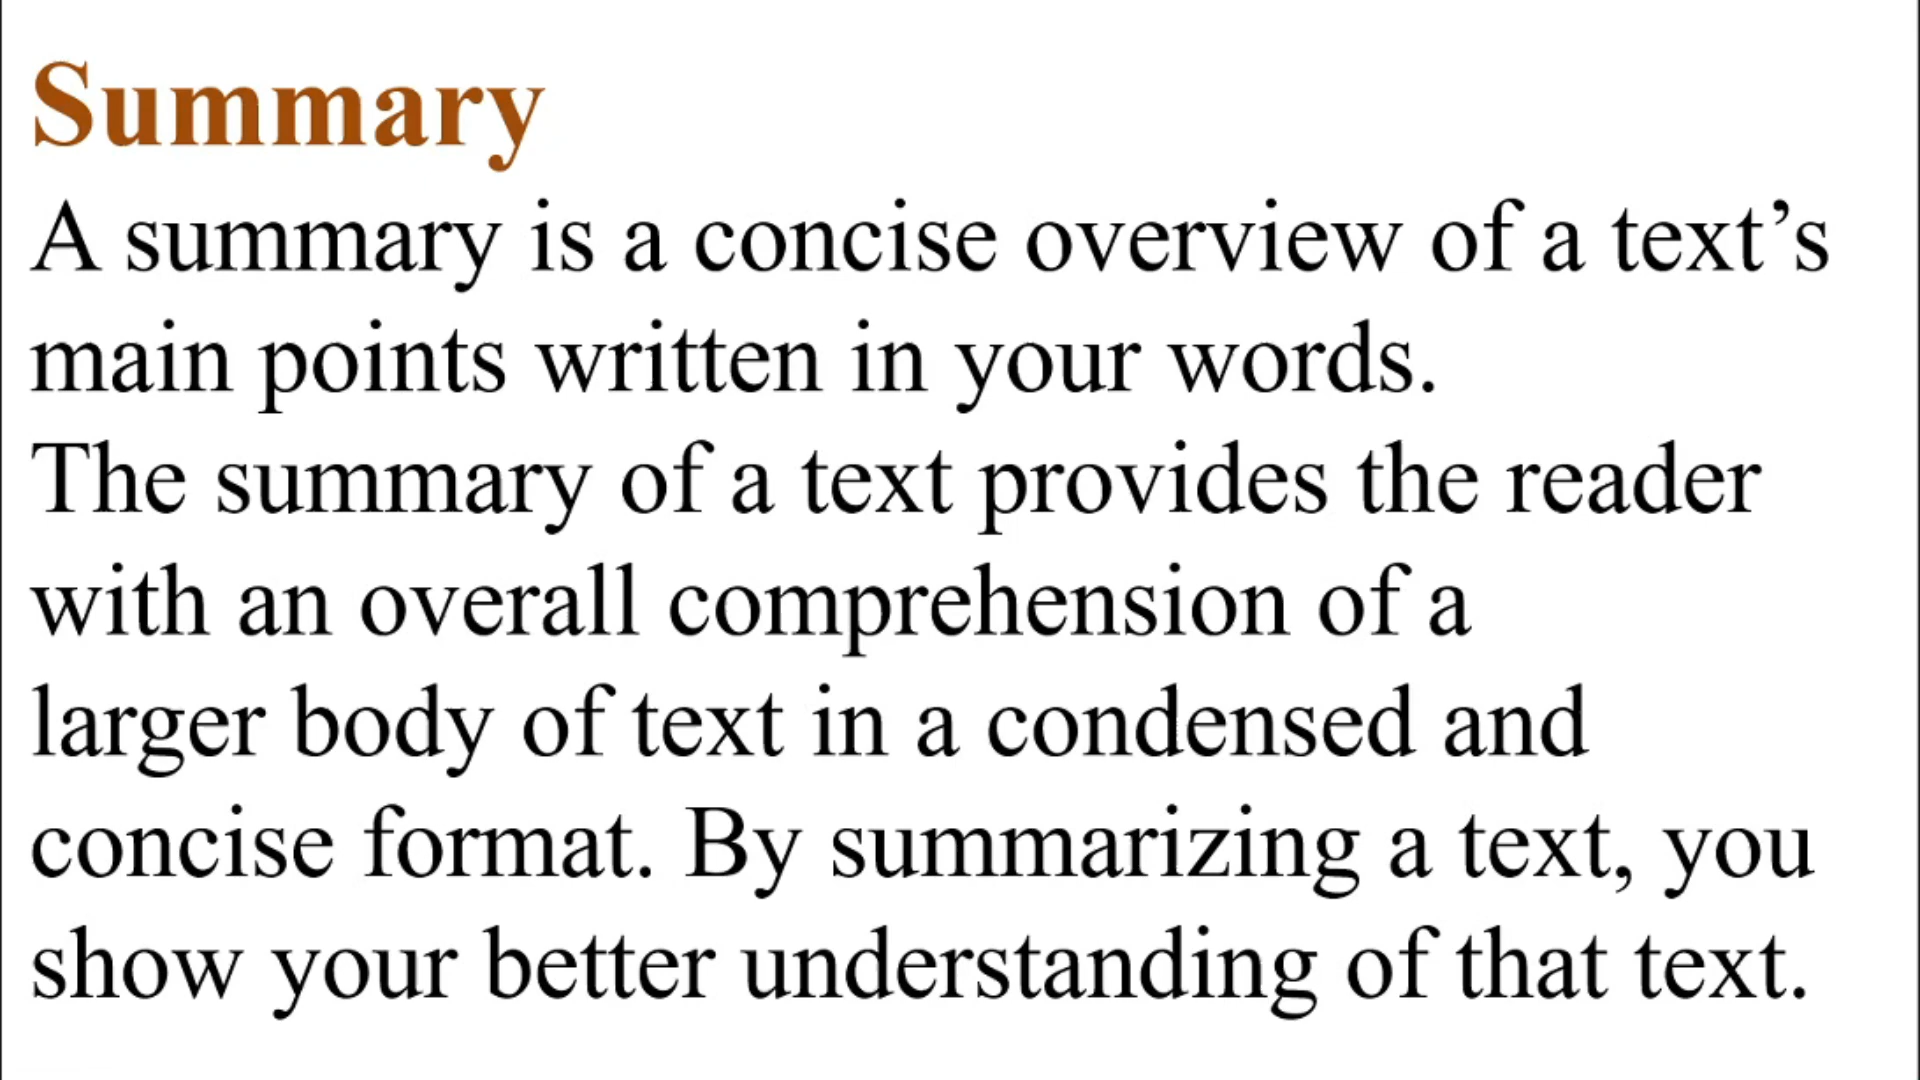 Summary
A summary is a concise overview of a text’s
main points written in your words.
The summary of a text provides the reader
with an overall comprehension of a
larger body of text in a condensed and
concise format. By summarizing a text, you
show your better understanding of that text.